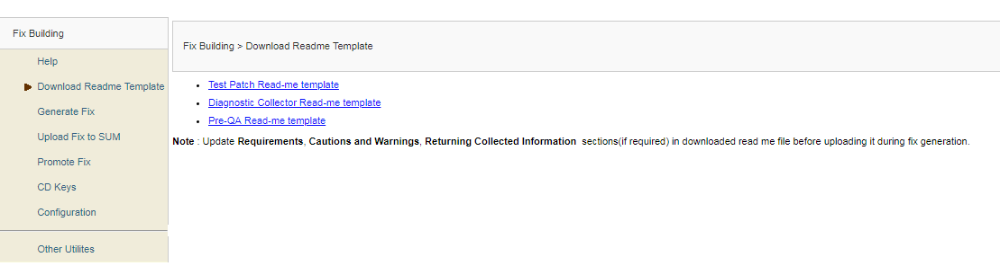 Fix Building
Help
Download Readme Template
Generate Fix
Upload Fix to SUM
Promote Fix
CD Keys
Configuration
Other Utilites
Fix Building > Download Readme Template
Test Patch Read-me template
Diagnostic Collector Read-me template
Pre-QA Read-me template
Note : Update Requirements, Cautions and Warnings, Returning Collected Information sections(if required) in downloaded read me file before uploading it during fix generation.